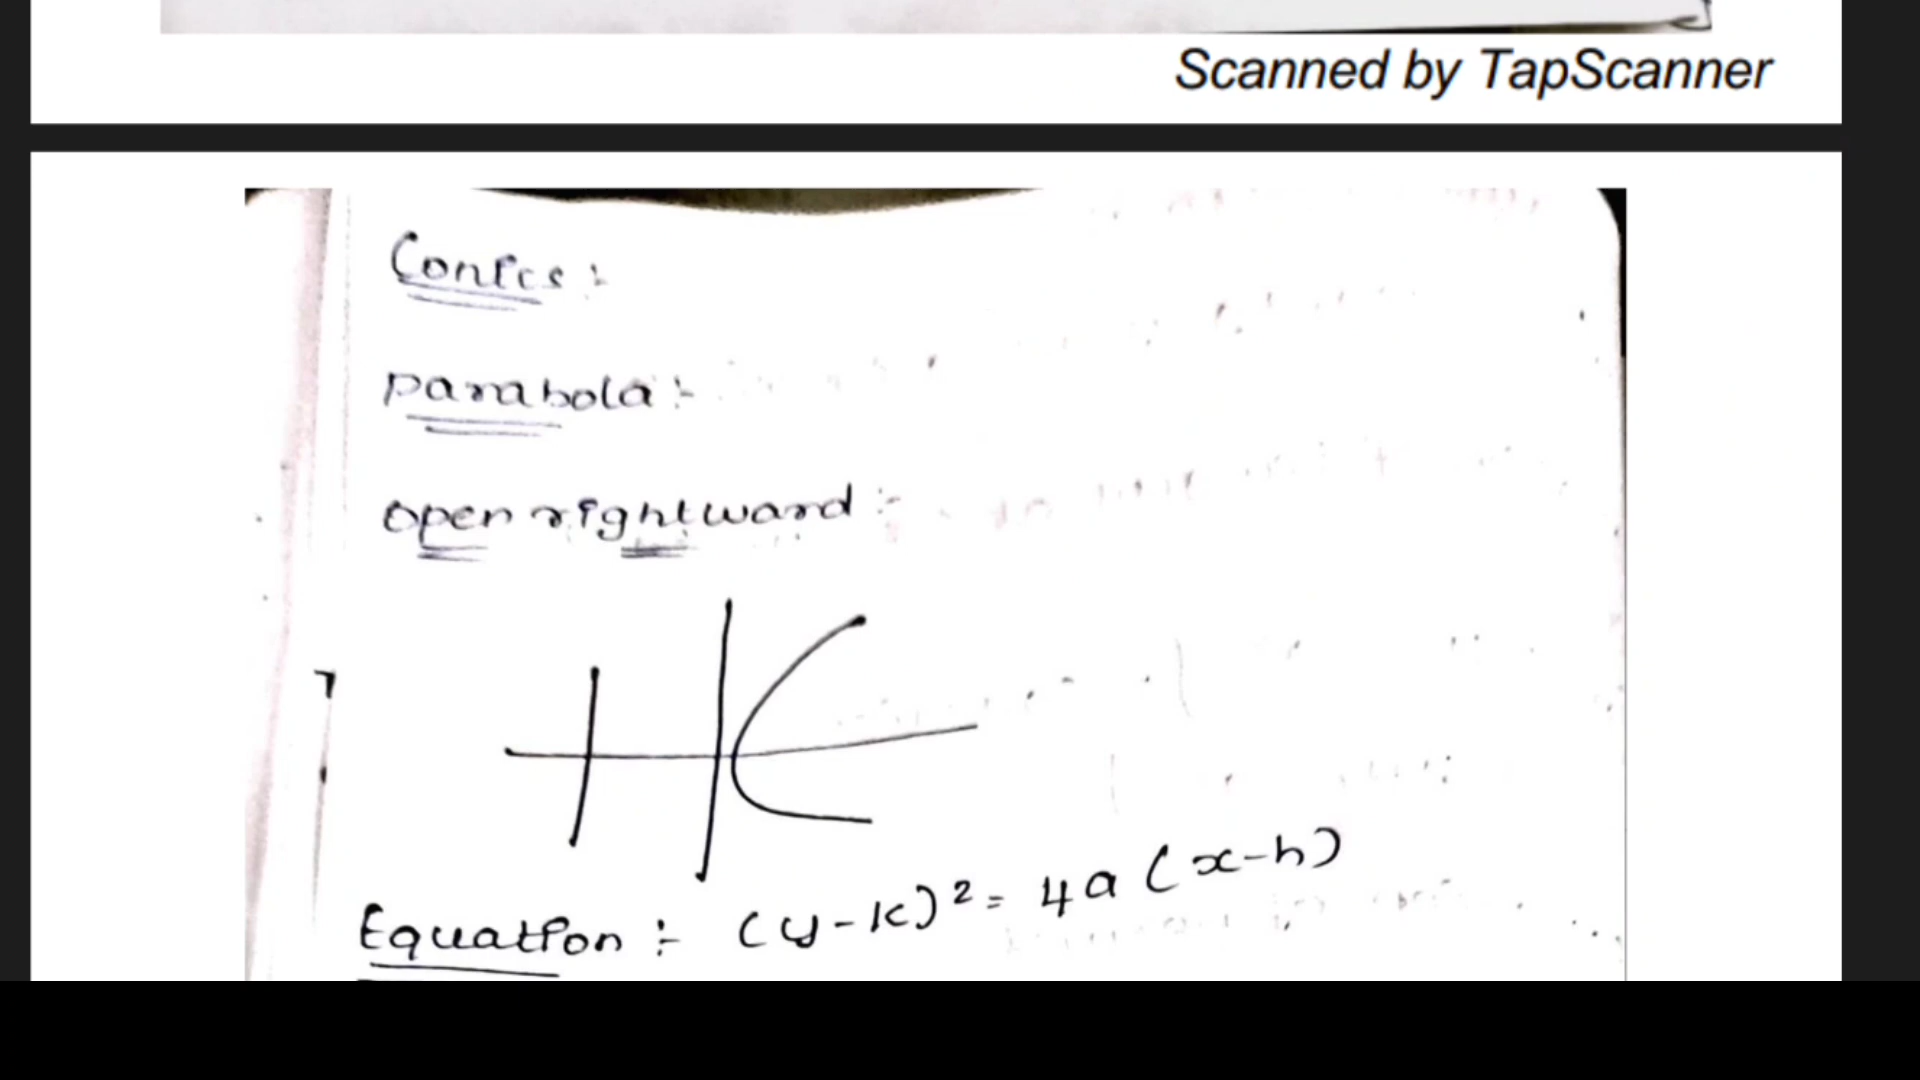 Scanned by TapScanner
Conics :-
parabola :-
open rightward :-
Equation :- (y-k)² = 4a (x-h)